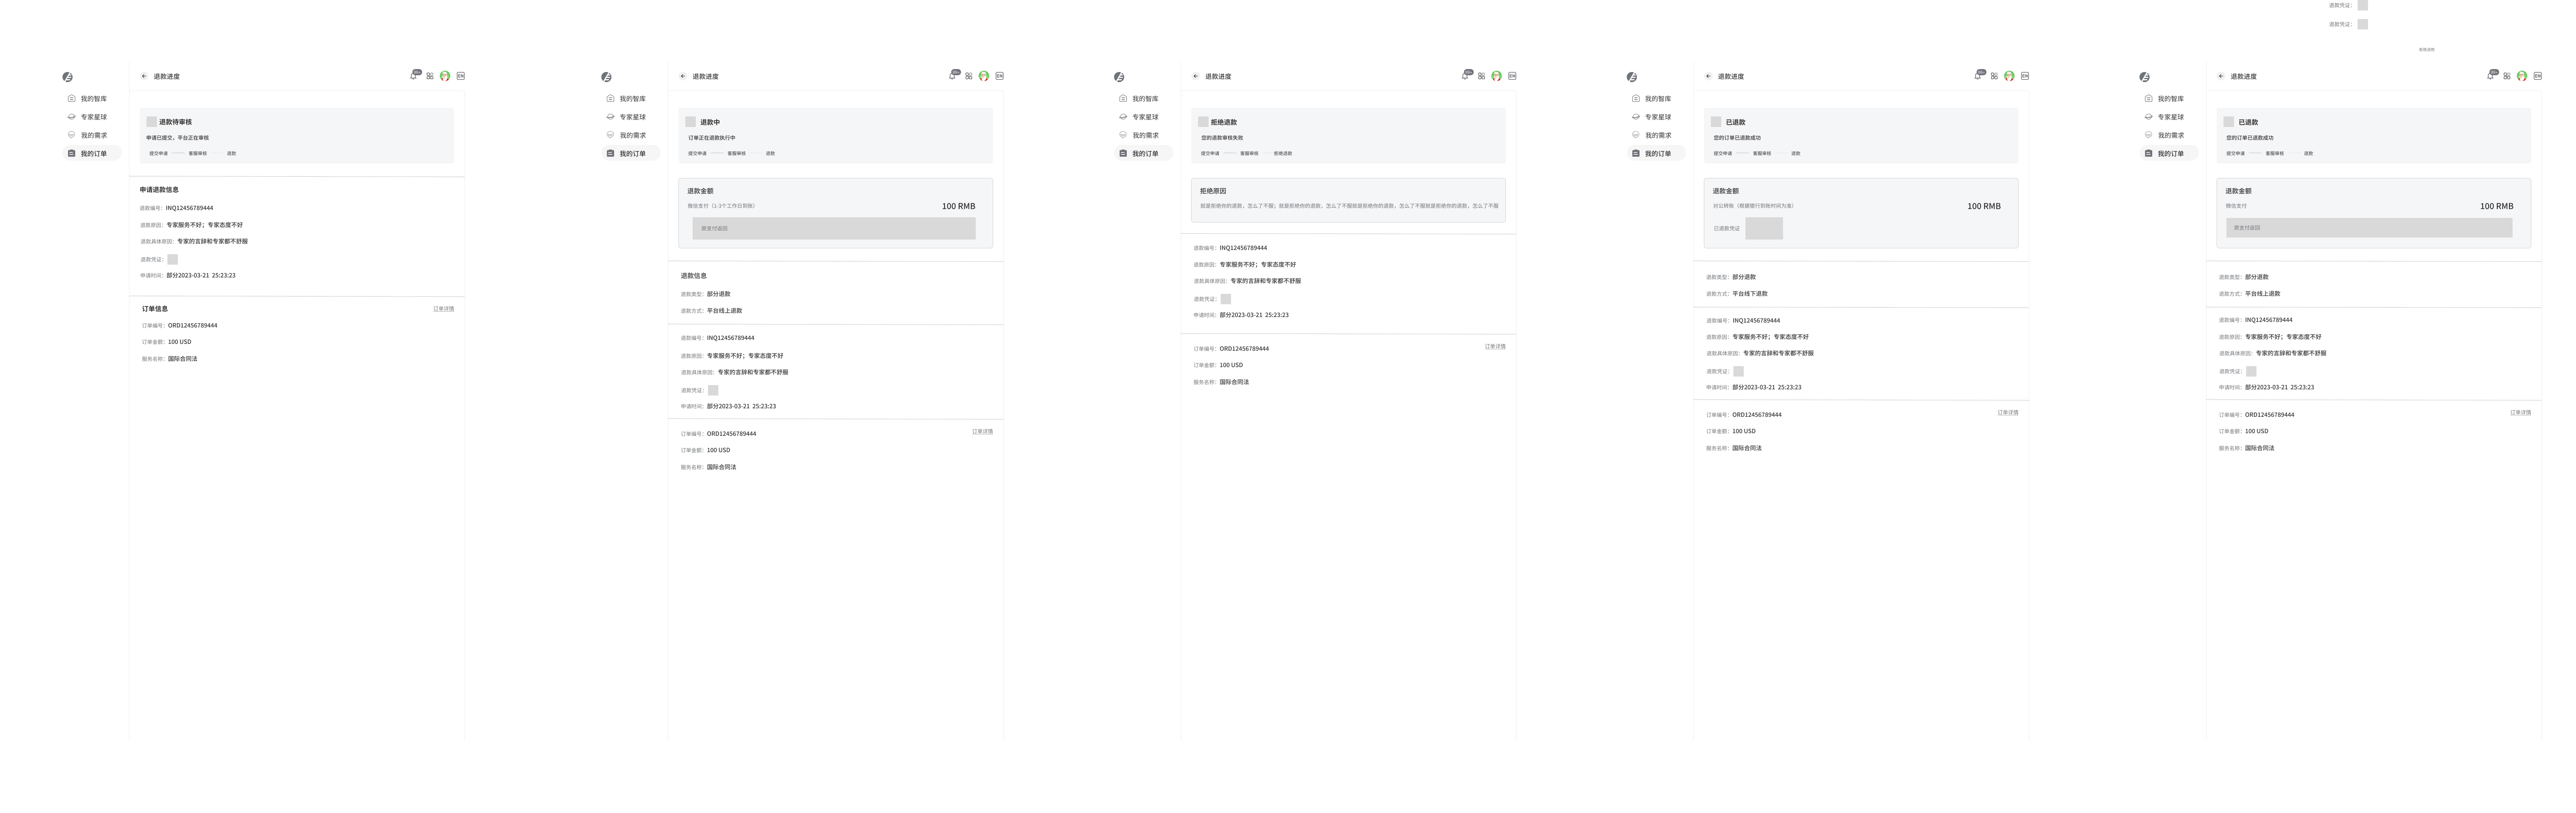 退款凭证：
退款凭证：
拒绝退款
退款进度
99+
EN
我的智库
专家星球
我的需求
我的订单
退款待审核
申请已提交，平台正在审核
提交申请 客服审核 退款
申请退款信息
退款编号：INQ12456789444
退款原因：专家服务不好；专家态度不好
退款具体原因：专家的言辞和专家都不舒服
退款凭证：
申请时间：部分2023-03-21 25:23:23
订单信息
订单详情
订单编号：ORD12456789444
订单金额：100 USD
服务名称：国际合同法
退款进度
99+
EN
我的智库
专家星球
我的需求
我的订单
退款中
订单正在退款执行中
提交申请 客服审核 退款
退款金额
微信支付（1-3个工作日到账）
100 RMB
原支付返回
退款信息
退款类型：部分退款
退款方式：平台线上退款
退款编号：INQ12456789444
退款原因：专家服务不好；专家态度不好
退款具体原因：专家的言辞和专家都不舒服
退款凭证：
申请时间：部分2023-03-21 25:23:23
订单编号：ORD12456789444
订单详情
订单金额：100 USD
服务名称：国际合同法
退款进度
99+
EN
我的智库
专家星球
我的需求
我的订单
拒绝退款
您的退款审核失败
提交申请 客服审核 拒绝退款
拒绝原因
就是拒绝你的退款，怎么了不服；就是拒绝你的退款，怎么了不服就是拒绝你的退款，怎么了不服就是拒绝你的退款，怎么了不服
退款编号：INQ12456789444
退款原因：专家服务不好；专家态度不好
退款具体原因：专家的言辞和专家都不舒服
退款凭证：
申请时间：部分2023-03-21 25:23:23
订单编号：ORD12456789444
订单详情
订单金额：100 USD
服务名称：国际合同法
退款进度
99+
EN
我的智库
专家星球
我的需求
我的订单
已退款
您的订单已退款成功
提交申请 客服审核 退款
退款金额
对公转账（根据银行到账时间为准）
100 RMB
已退款凭证
退款类型：部分退款
退款方式：平台线下退款
退款编号：INQ12456789444
退款原因：专家服务不好；专家态度不好
退款具体原因：专家的言辞和专家都不舒服
退款凭证：
申请时间：部分2023-03-21 25:23:23
订单编号：ORD12456789444
订单详情
订单金额：100 USD
服务名称：国际合同法
退款进度
99+
EN
我的智库
专家星球
我的需求
我的订单
已退款
您的订单已退款成功
提交申请 客服审核 退款
退款金额
微信支付
100 RMB
原支付返回
退款类型：部分退款
退款方式：平台线上退款
退款编号：INQ12456789444
退款原因：专家服务不好；专家态度不好
退款具体原因：专家的言辞和专家都不舒服
退款凭证：
申请时间：部分2023-03-21 25:23:23
订单编号：ORD12456789444
订单详情
订单金额：100 USD
服务名称：国际合同法